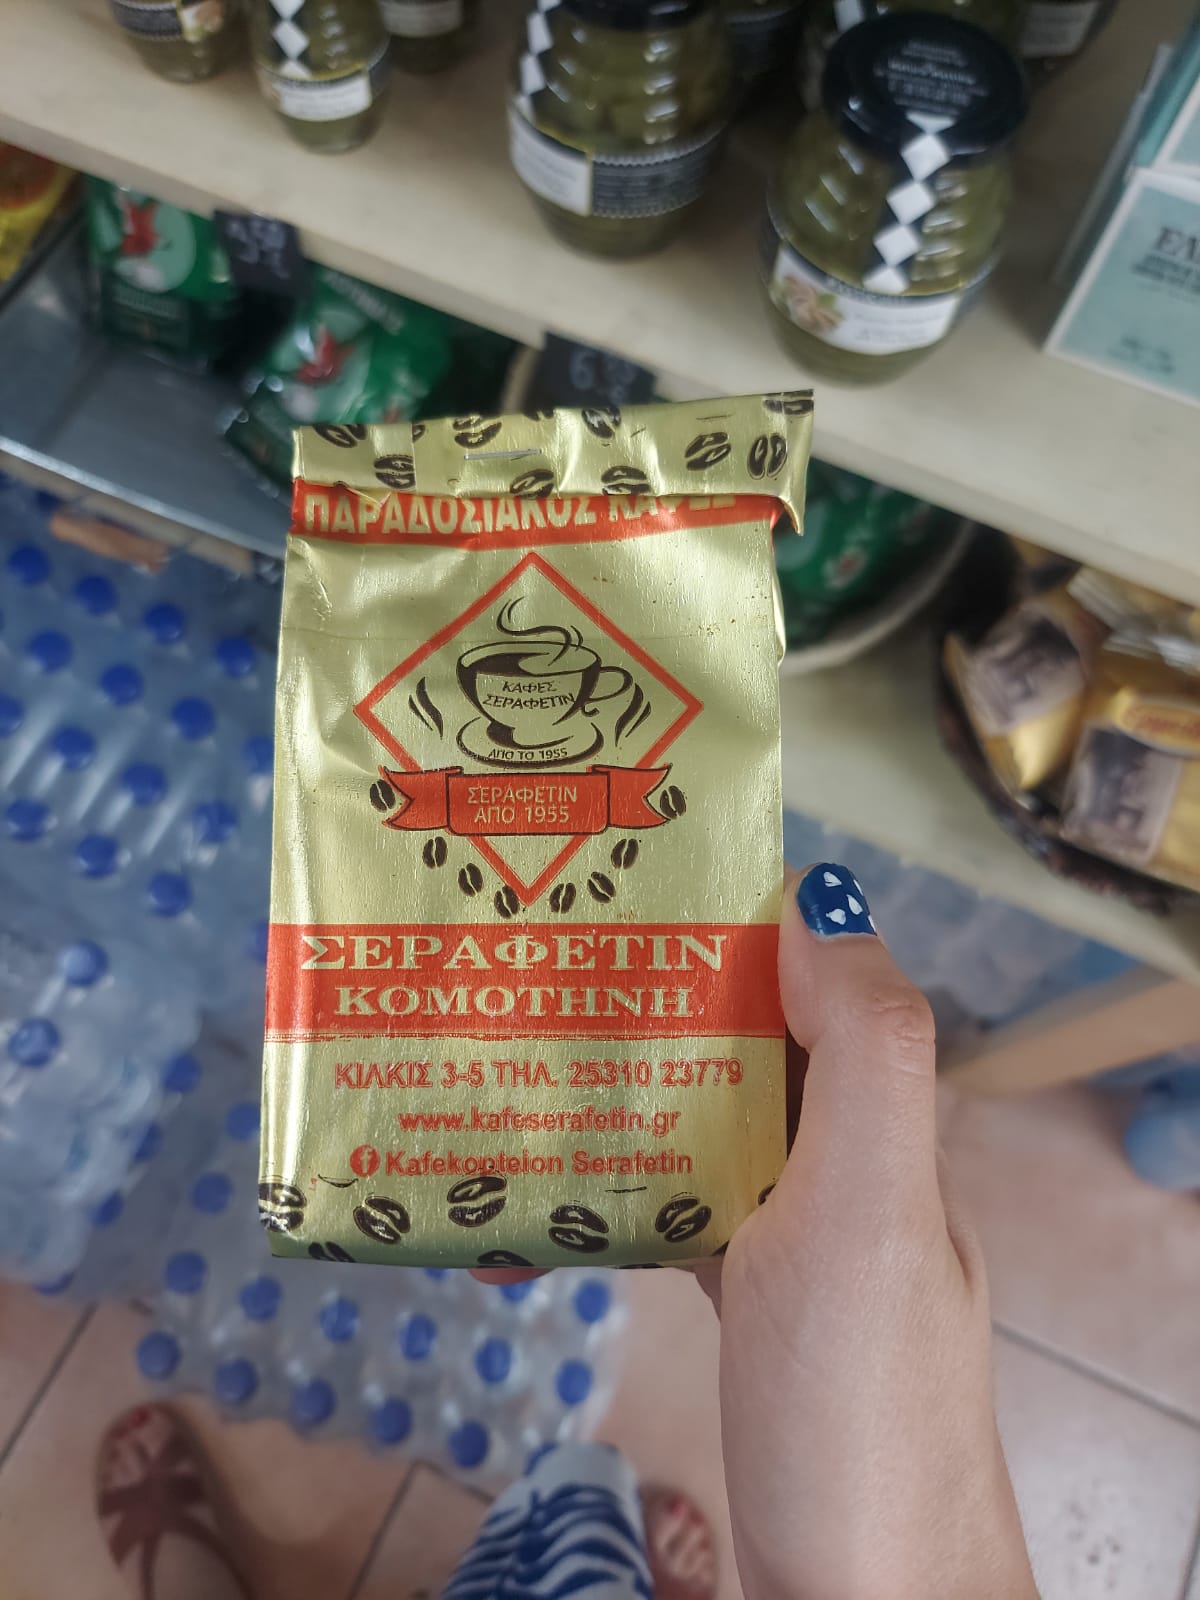 ΠΑΡΑΔΟΣΙΑΚΟΣ ΚΑΦΕΣ
ΚΑΦΕΣ
ΣΕΡΑΦΕΤΙΝ
ΑΠΟ ΤΟ 1955
ΣΕΡΑΦΕΤΙΝ
ΑΠΟ 1955
ΣΕΡΑΦΕΤΙΝ
ΚΟΜΟΤΗΝΗ
ΚΙΛΚΙΣ 3-5 ΤΗΛ. 25310 23779
www.kafeserafetin.gr
f Kafekopteion Serafetin